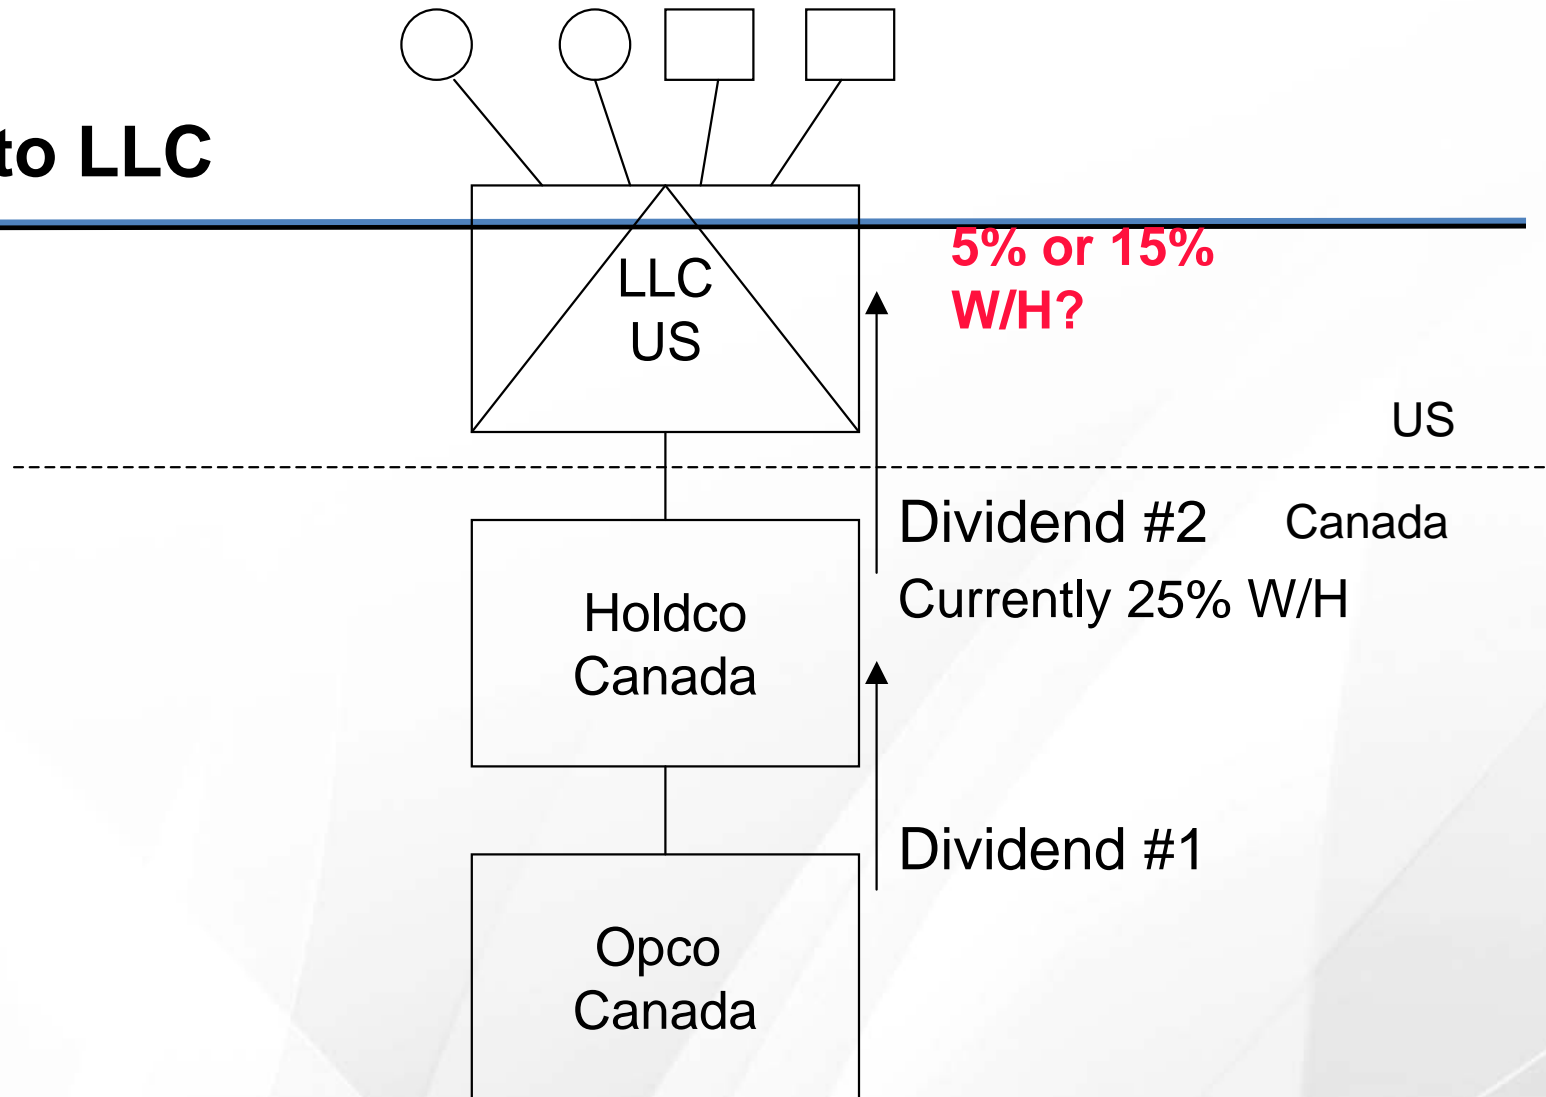 to LLC
LLC
US
5% or 15%
W/H?
US
Dividend #2
Canada
Currently 25% W/H
Holdco
Canada
Dividend #1
Opco
Canada